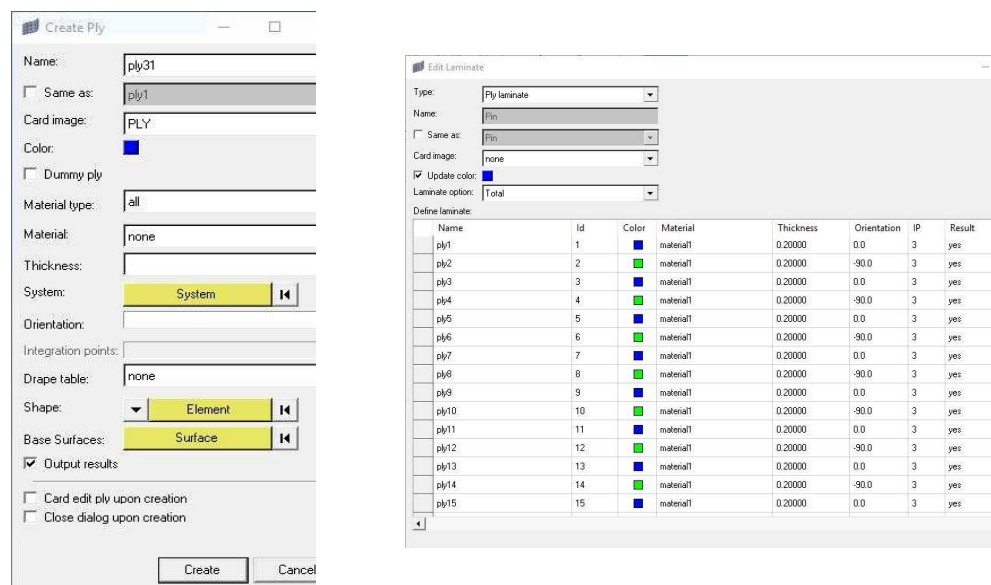 Create Ply
Name: ply31
Same as: ply1
Card image: PLY
Color:
Dummy ply
Material type: all
Material: none
Thickness:
System: System
Orientation:
Integration points:
Drape table: none
Shape: Element
Base Surfaces: Surface
Output results
Card edit ply upon creation
Close dialog upon creation
Create Cancel
Edit Laminate
Type: Ply laminate
Name: Pin
Same as: Pin
Card image: none
Update color:
Laminate option: Total
Define laminate:
Name Id Color Material Thickness Orientation IP Result
ply1 1 material1 0.20000 0.0 3 yes
ply2 2 material1 0.20000 -90.0 3 yes
ply3 3 material1 0.20000 0.0 3 yes
ply4 4 material1 0.20000 -90.0 3 yes
ply5 5 material1 0.20000 0.0 3 yes
ply6 6 material1 0.20000 -90.0 3 yes
ply7 7 material1 0.20000 0.0 3 yes
ply8 8 material1 0.20000 -90.0 3 yes
ply9 9 material1 0.20000 0.0 3 yes
ply10 10 material1 0.20000 -90.0 3 yes
ply11 11 material1 0.20000 0.0 3 yes
ply12 12 material1 0.20000 -90.0 3 yes
ply13 13 material1 0.20000 0.0 3 yes
ply14 14 material1 0.20000 -90.0 3 yes
ply15 15 material1 0.20000 0.0 3 yes